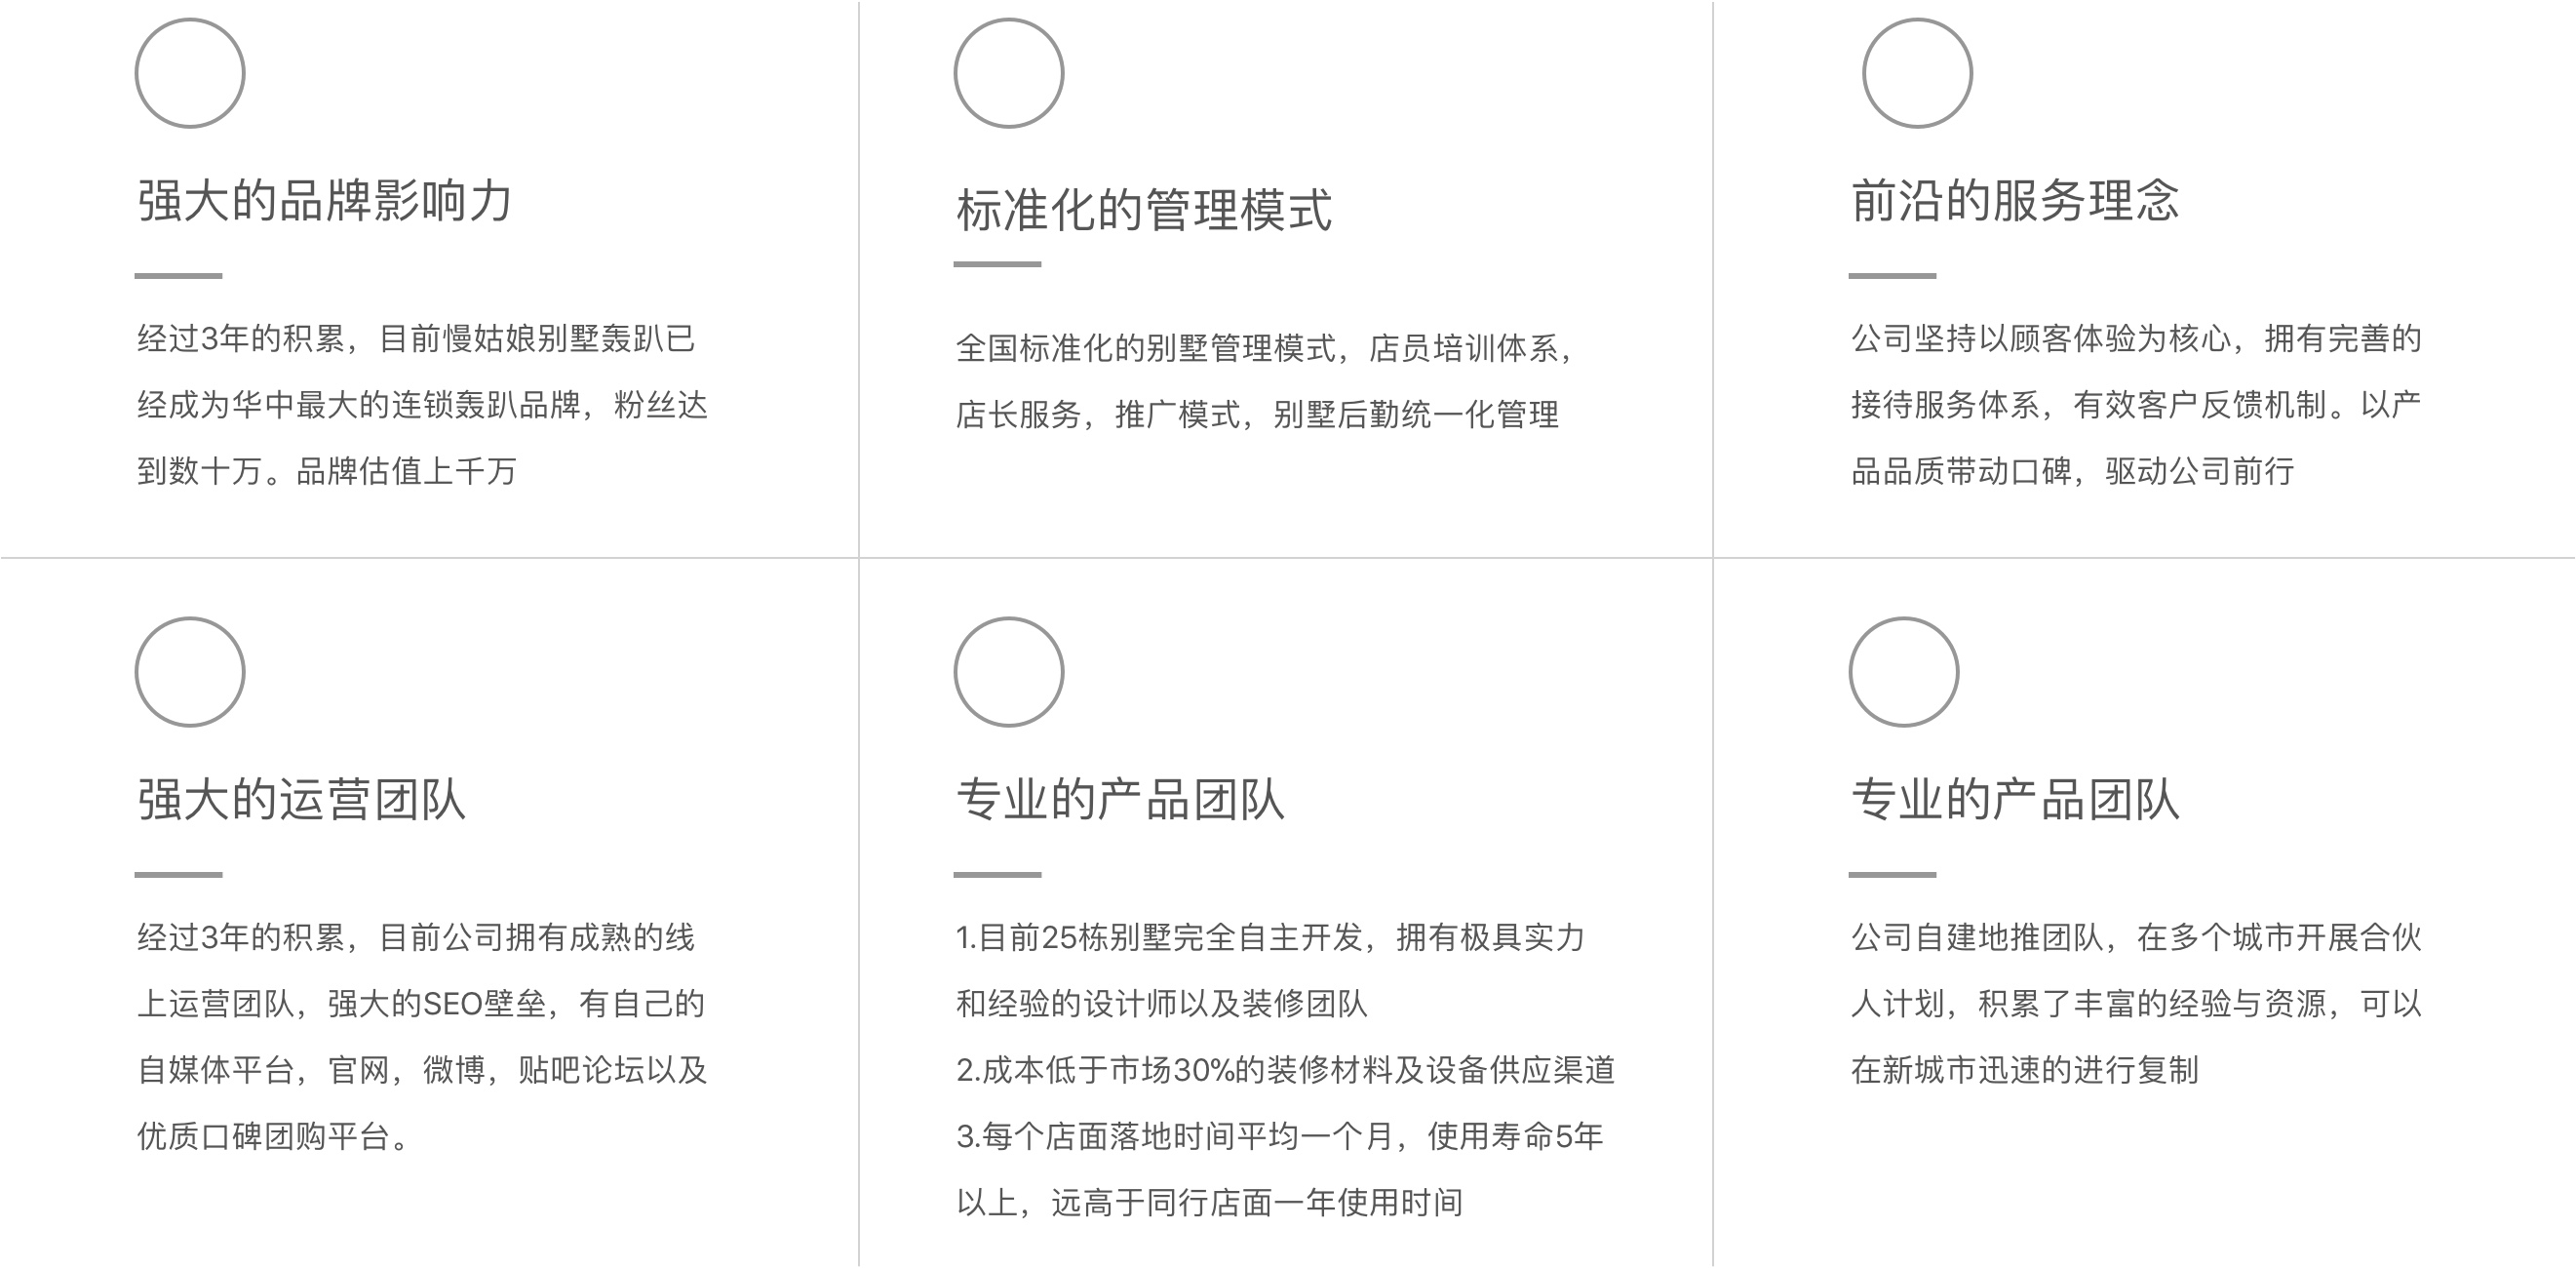 强大的品牌影响力
经过3年的积累，目前慢姑娘别墅轰趴已
经成为华中最大的连锁轰趴品牌，粉丝达
到数十万。品牌估值上千万
标准化的管理模式
全国标准化的别墅管理模式，店员培训体系，
店长服务，推广模式，别墅后勤统一化管理
前沿的服务理念
公司坚持以顾客体验为核心，拥有完善的
接待服务体系，有效客户反馈机制。以产
品品质带动口碑，驱动公司前行
强大的运营团队
经过3年的积累，目前公司拥有成熟的线
上运营团队，强大的SEO壁垒，有自己的
自媒体平台，官网，微博，贴吧论坛以及
优质口碑团购平台。
专业的产品团队
1.目前25栋别墅完全自主开发，拥有极具实力
和经验的设计师以及装修团队
2.成本低于市场30%的装修材料及设备供应渠道
3.每个店面落地时间平均一个月，使用寿命5年
以上，远高于同行店面一年使用时间
专业的产品团队
公司自建地推团队，在多个城市开展合伙
人计划，积累了丰富的经验与资源，可以
在新城市迅速的进行复制